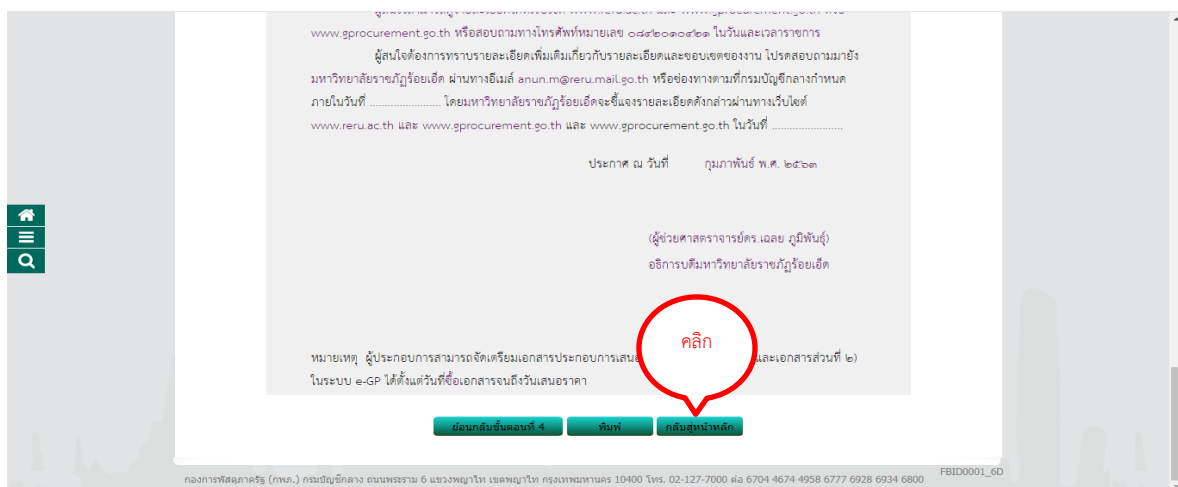 www.gprocurement.go.th หรือสอบถามทางโทรศัพท์หมายเลข ๐๘๔๒๐๑๐๔๒๑ ในวันและเวลาราชการ
ผู้สนใจต้องการทราบรายละเอียดเพิ่มเติมเกี่ยวกับรายละเอียดและขอบเขตของงาน โปรดสอบถามมายัง
มหาวิทยาลัยราชภัฏร้อยเอ็ด ผ่านทางอีเมล์ anun.m@reru.mail.go.th หรือช่องทางตามที่กรมบัญชีกลางกำหนด
ภายในวันที่ ........................ โดยมหาวิทยาลัยราชภัฏร้อยเอ็ดจะชี้แจงรายละเอียดดังกล่าวผ่านทางเว็บไซต์
www.reru.ac.th และ www.gprocurement.go.th และ www.gprocurement.go.th ในวันที่ ........................
ประกาศ ณ วันที่ กุมภาพันธ์ พ.ศ. ๒๕๖๓
(ผู้ช่วยศาสตราจารย์ดร.เฉลย ภูมิพันธุ์)
อธิการบดีมหาวิทยาลัยราชภัฏร้อยเอ็ด
คลิก
หมายเหตุ ผู้ประกอบการสามารถจัดเตรียมเอกสารประกอบการเสนอ และเอกสารส่วนที่ ๒)
ในระบบ e-GP ได้ตั้งแต่วันที่ซื้อเอกสารจนถึงวันเสนอราคา
ย้อนกลับขั้นตอนที่ 4 พิมพ์ กลับสู่หน้าหลัก
FBID0001_6D
กองการพัสดุภาครัฐ (กพภ.) กรมบัญชีกลาง ถนนพระราม 6 แขวงพญาไท เขตพญาไท กรุงเทพมหานคร 10400 โทร. 02-127-7000 ต่อ 6704 4674 4958 6777 6928 6934 6800